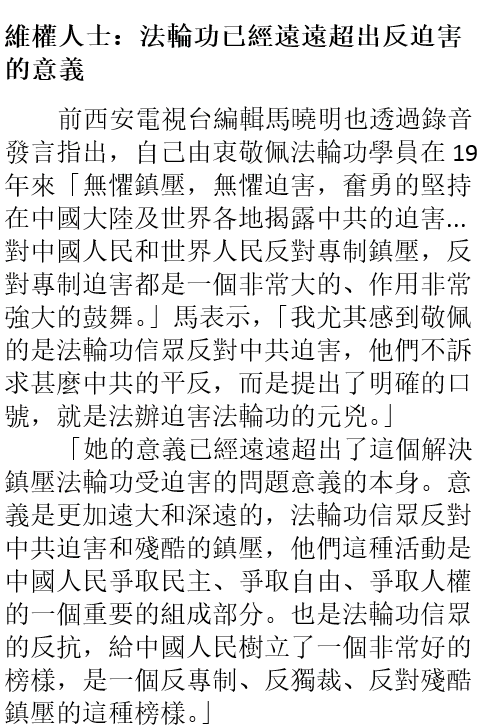 維權人士：法輪功已經遠遠超出反迫害
的意義
前西安電視台編輯馬曉明也透過錄音
發言指出，自己由衷敬佩法輪功學員在 19
年來「無懼鎮壓，無懼迫害，奮勇的堅持
在中國大陸及世界各地揭露中共的迫害...
對中國人民和世界人民反對專制鎮壓，反
對專制迫害都是一個非常大的、作用非常
強大的鼓舞。」馬表示，「我尤其感到敬佩
的是法輪功信眾反對中共迫害，他們不訴
求甚麼中共的平反，而是提出了明確的口
號，就是法辦迫害法輪功的元兇。」
「她的意義已經遠遠超出了這個解決
鎮壓法輪功受迫害的問題意義的本身。意
義是更加遠大和深遠的，法輪功信眾反對
中共迫害和殘酷的鎮壓，他們這種活動是
中國人民爭取民主、爭取自由、爭取人權
的一個重要的組成部分。也是法輪功信眾
的反抗，給中國人民樹立了一個非常好的
榜樣，是一個反專制、反獨裁、反對殘酷
鎮壓的這種榜樣。」